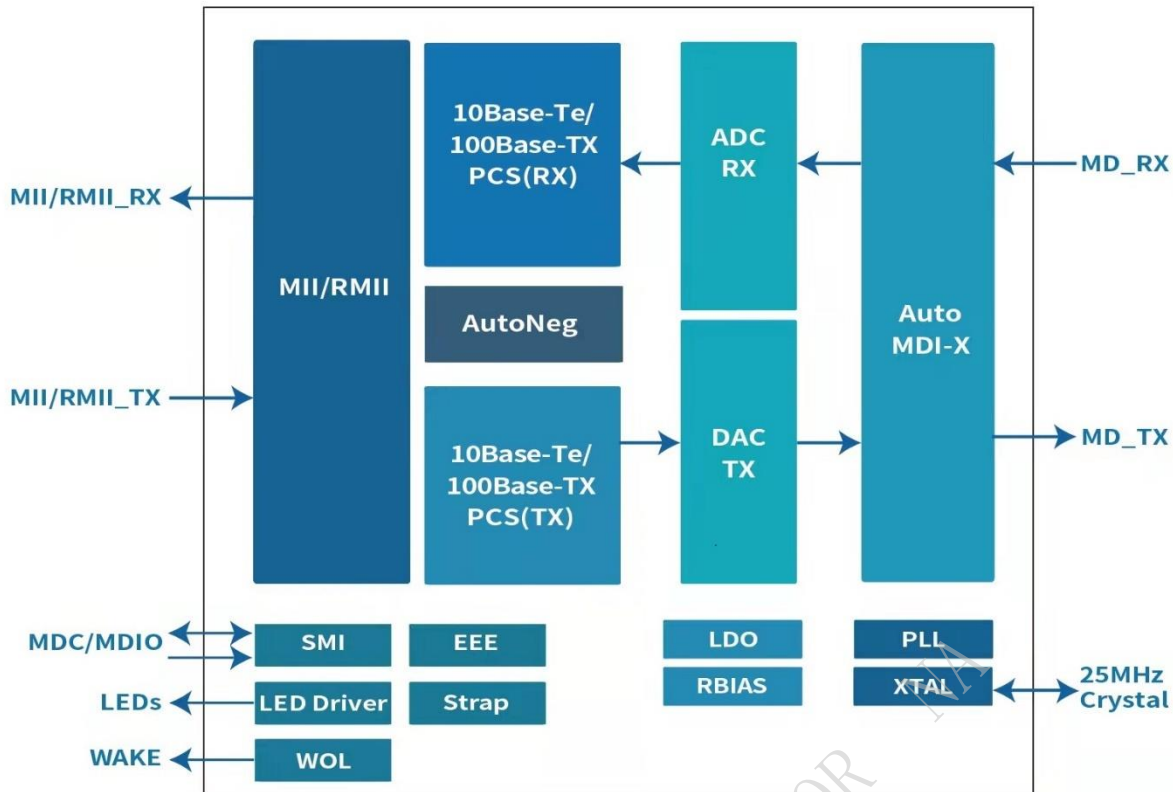 10Base-Te/
100Base-TX
PCS(RX)
ADC
RX
MD_RX
MII/RMII_RX
MII/RMII
AutoNeg
Auto
MDI-X
MII/RMII_TX
10Base-Te/
100Base-TX
PCS(TX)
DAC
TX
MD_TX
MDC/MDIO
SMI
EEE
LDO
PLL
LEDs
LED Driver
Strap
RBIAS
XTAL
25MHz
Crystal
WAKE
WOL
OR NA